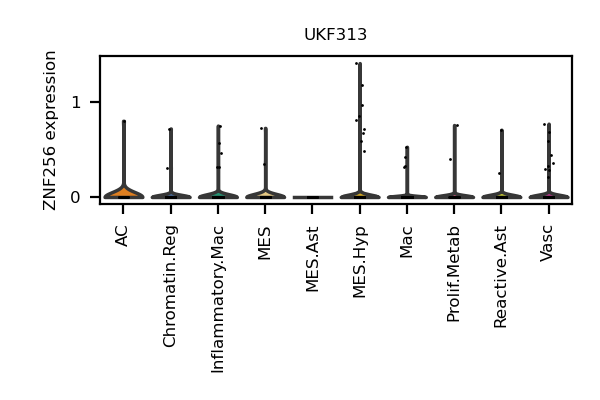 UKF313
ZNF256 expression
1
0
AC
Chromatin.Reg
Inflammatory.Mac
MES
MES.Ast
MES.Hyp
Mac
Prolif.Metab
Reactive.Ast
Vasc